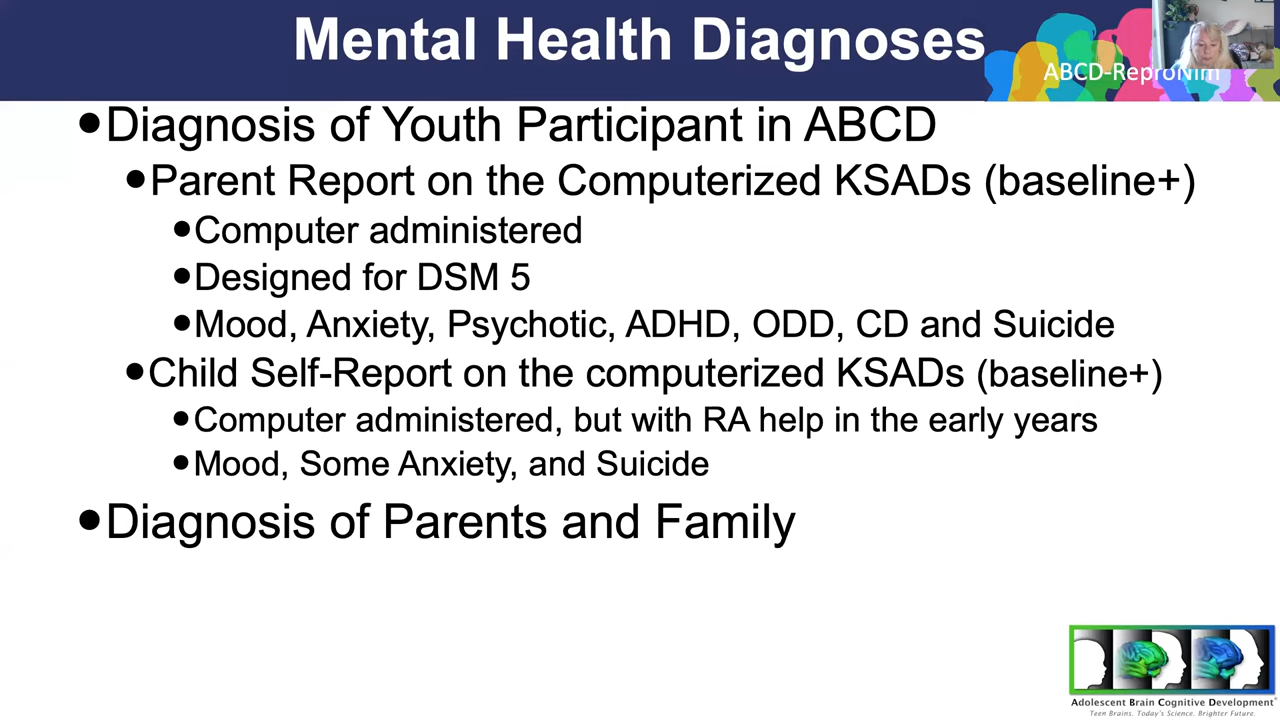 Mental Health Diagnoses
ABCD-ReproNim
●Diagnosis of Youth Participant in ABCD
●Parent Report on the Computerized KSADs (baseline+)
●Computer administered
●Designed for DSM 5
●Mood, Anxiety, Psychotic, ADHD, ODD, CD and Suicide
●Child Self-Report on the computerized KSADs (baseline+)
●Computer administered, but with RA help in the early years
●Mood, Some Anxiety, and Suicide
●Diagnosis of Parents and Family
Adolescent Brain Cognitive Development
Teen Brains. Today's Science. Brighter Future.